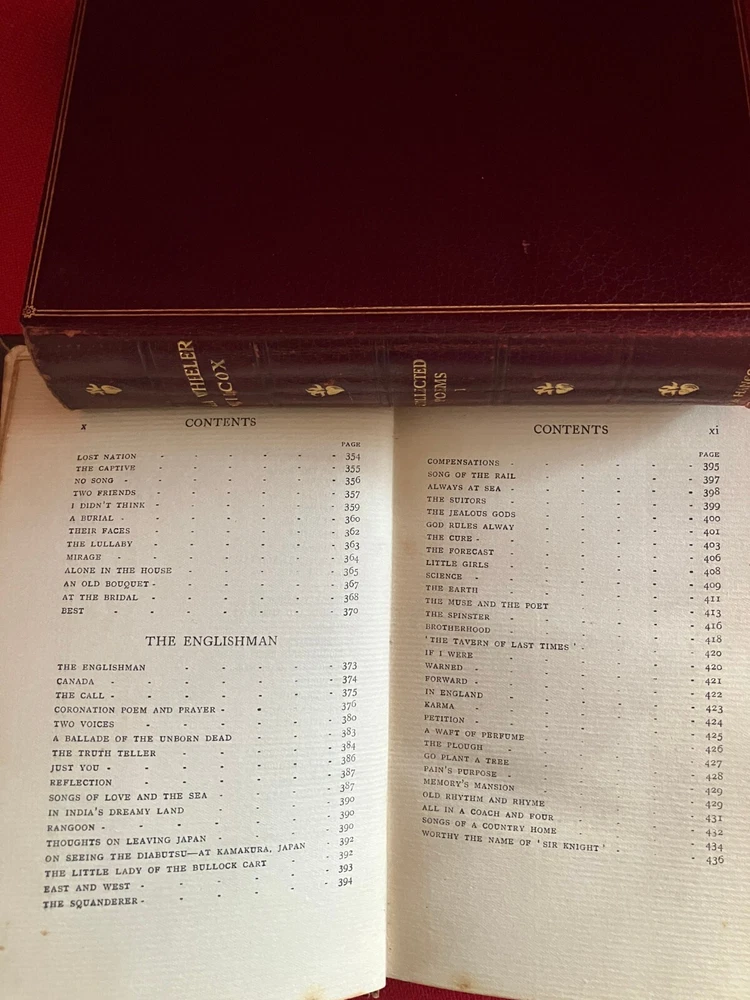 WHEELER
COX
POEMS
I
x CONTENTS
PAGE
LOST NATION - - - - - - 354
THE CAPTIVE - - - - - - 355
NO SONG - - - - - - 356
TWO FRIENDS - - - - - - 357
I DIDN'T THINK - - - - - - 359
A BURIAL - - - - - - 360
THEIR FACES - - - - - - 362
THE LULLABY - - - - - - 363
MIRAGE - - - - - - 364
ALONE IN THE HOUSE - - - - - 365
AN OLD BOUQUET - - - - - 367
AT THE BRIDAL - - - - - - 368
BEST - - - - - - 370
THE ENGLISHMAN
THE ENGLISHMAN - - - - - 373
CANADA - - - - - - 374
THE CALL - - - - - - 375
CORONATION POEM AND PRAYER - - - - 376
TWO VOICES - - - - - - 380
A BALLADE OF THE UNBORN DEAD - - - - 383
THE TRUTH TELLER - - - - - 384
JUST YOU - - - - - - 386
REFLECTION - - - - - - 387
SONGS OF LOVE AND THE SEA - - - - 387
IN INDIA'S DREAMY LAND - - - - 390
RANGOON - - - - - - 390
THOUGHTS ON LEAVING JAPAN - - - - 390
ON SEEING THE DIABUTSU—AT KAMAKURA, JAPAN - 392
THE LITTLE LADY OF THE BULLOCK CART - - 392
EAST AND WEST - - - - - 393
THE SQUANDERER - - - - - 394
CONTENTS xi
PAGE
COMPENSATIONS - - - - - 395
SONG OF THE RAIL - - - - - 397
ALWAYS AT SEA - - - - - 398
THE SUITORS - - - - - 399
THE JEALOUS GODS - - - - - 400
GOD RULES ALWAY - - - - - 401
THE CURE - - - - - - 403
THE FORECAST - - - - - 406
LITTLE GIRLS - - - - - 408
SCIENCE - - - - - - 409
THE EARTH - - - - - 411
THE MUSE AND THE POET - - - - 413
THE SPINSTER - - - - - 416
BROTHERHOOD - - - - - 418
'THE TAVERN OF LAST TIMES' - - - - 420
IF I WERE - - - - - 420
WARNED - - - - - - 421
FORWARD - - - - - - 422
IN ENGLAND - - - - - 423
KARMA - - - - - - 424
PETITION - - - - - - 425
A WAFT OF PERFUME - - - - 426
THE PLOUGH - - - - - 427
GO PLANT A TREE - - - - - 428
PAIN'S PURPOSE - - - - - 429
MEMORY'S MANSION - - - - - 429
OLD RHYTHM AND RHYME - - - - 431
ALL IN A COACH AND FOUR - - - - 432
SONGS OF A COUNTRY HOME - - - - 434
WORTHY THE NAME OF 'SIR KNIGHT' - - - 436